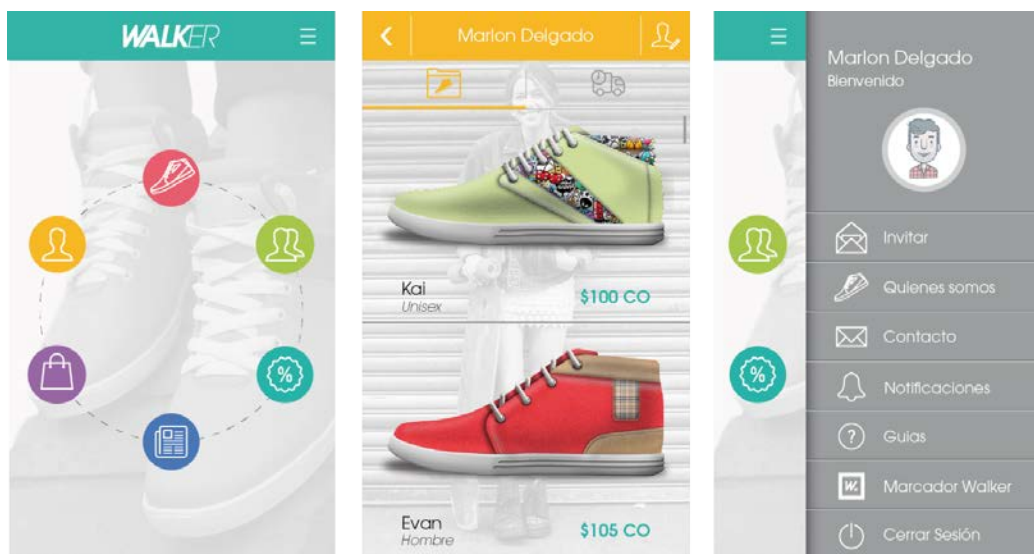 WALKER
Marlon Delgado
Kai
Unisex
$100 CO
Evan
Hombre
$105 CO
Marlon Delgado
Bienvenido
Invitar
Quienes somos
Contacto
Notificaciones
Guias
Marcador Walker
Cerrar Sesión
%
%
?
W.